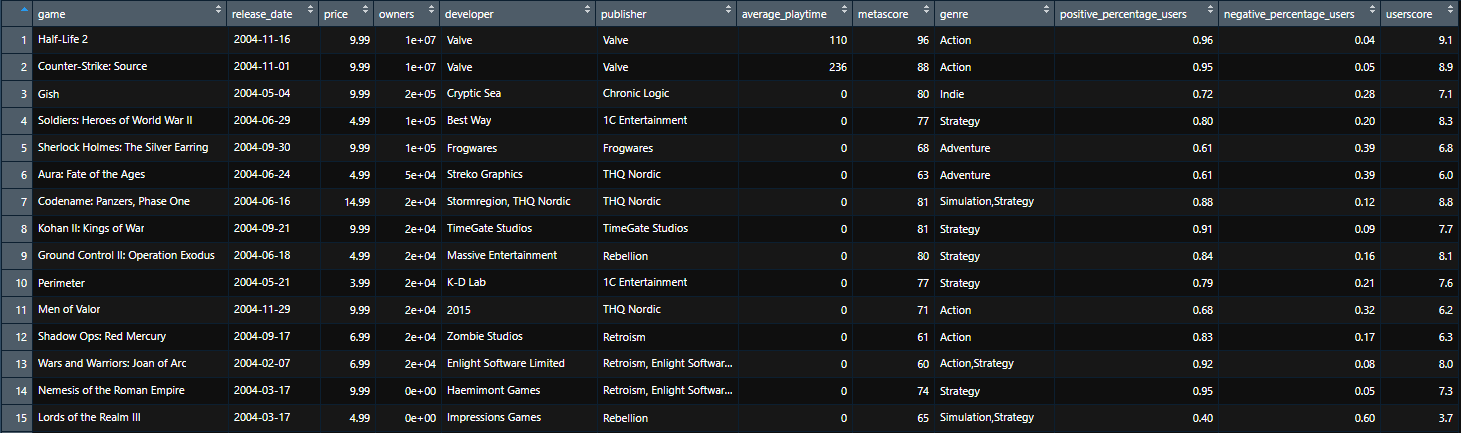 game release_date price owners developer publisher average_playtime metascore genre positive_percentage_users negative_percentage_users userscore
1 Half-Life 2 2004-11-16 9.99 1e+07 Valve Valve 110 96 Action 0.96 0.04 9.1
2 Counter-Strike: Source 2004-11-01 9.99 1e+07 Valve Valve 236 88 Action 0.95 0.05 8.9
3 Gish 2004-05-04 9.99 2e+05 Cryptic Sea Chronic Logic 0 80 Indie 0.72 0.28 7.1
4 Soldiers: Heroes of World War II 2004-06-29 4.99 1e+05 Best Way 1C Entertainment 0 77 Strategy 0.80 0.20 8.3
5 Sherlock Holmes: The Silver Earring 2004-09-30 9.99 1e+05 Frogwares Frogwares 0 68 Adventure 0.61 0.39 6.8
6 Aura: Fate of the Ages 2004-06-24 4.99 5e+04 Streko Graphics THQ Nordic 0 63 Adventure 0.61 0.39 6.0
7 Codename: Panzers, Phase One 2004-06-16 14.99 2e+04 Stormregion, THQ Nordic THQ Nordic 0 81 Simulation,Strategy 0.88 0.12 8.8
8 Kohan II: Kings of War 2004-09-21 9.99 2e+04 TimeGate Studios TimeGate Studios 0 81 Strategy 0.91 0.09 7.7
9 Ground Control II: Operation Exodus 2004-06-18 4.99 2e+04 Massive Entertainment Rebellion 0 80 Strategy 0.84 0.16 8.1
10 Perimeter 2004-05-21 3.99 2e+04 K-D Lab 1C Entertainment 0 77 Strategy 0.79 0.21 7.6
11 Men of Valor 2004-11-29 9.99 2e+04 2015 THQ Nordic 0 71 Action 0.68 0.32 6.2
12 Shadow Ops: Red Mercury 2004-09-17 6.99 2e+04 Zombie Studios Retroism 0 61 Action 0.83 0.17 6.3
13 Wars and Warriors: Joan of Arc 2004-02-07 6.99 2e+04 Enlight Software Limited Retroism, Enlight Softwar... 0 60 Action,Strategy 0.92 0.08 8.0
14 Nemesis of the Roman Empire 2004-03-17 9.99 0e+00 Haemimont Games Retroism, Enlight Softwar... 0 74 Strategy 0.95 0.05 7.3
15 Lords of the Realm III 2004-03-17 4.99 0e+00 Impressions Games Rebellion 0 65 Simulation,Strategy 0.40 0.60 3.7